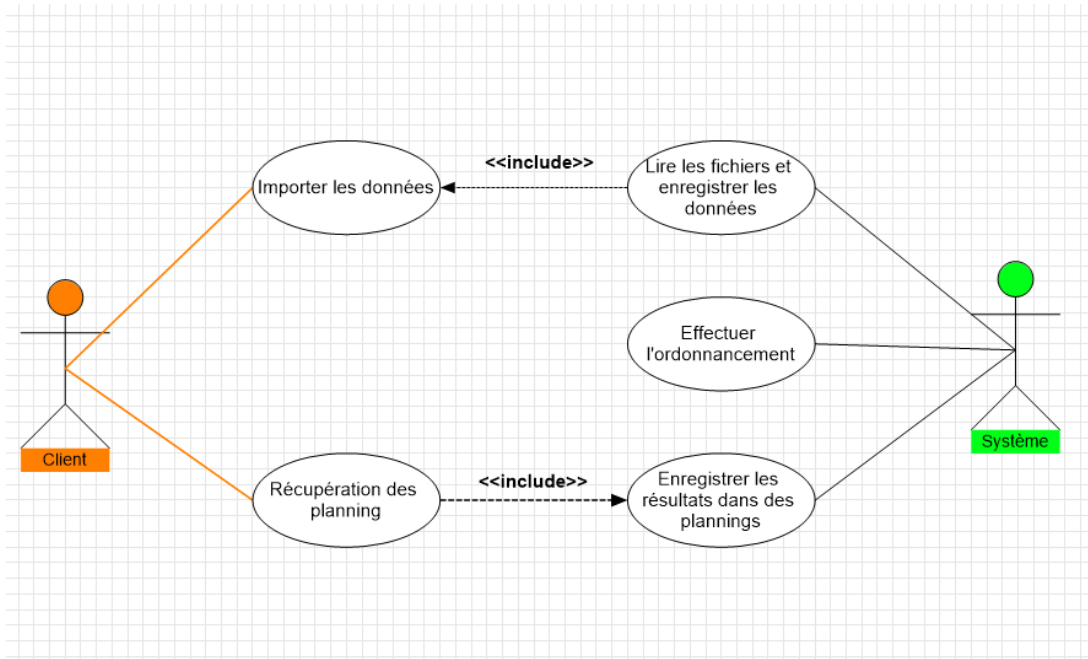 <<include>>
Importer les données
Lire les fichiers et
enregistrer les
données
Effectuer
l'ordonnancement
Client
Système
<<include>>
Récupération des
planning
Enregistrer les
résultats dans des
plannings